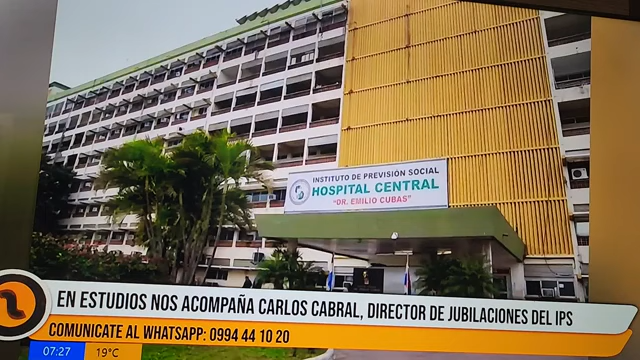 INSTITUTO DE PREVISIÓN SOCIAL
HOSPITAL CENTRAL
"DR. EMILIO CUBAS"
EN ESTUDIOS NOS ACOMPAÑA CARLOS CABRAL, DIRECTOR DE JUBILACIONES DEL IPS
COMUNICATE AL WHATSAPP: 0994 44 10 20
07:27 19°C